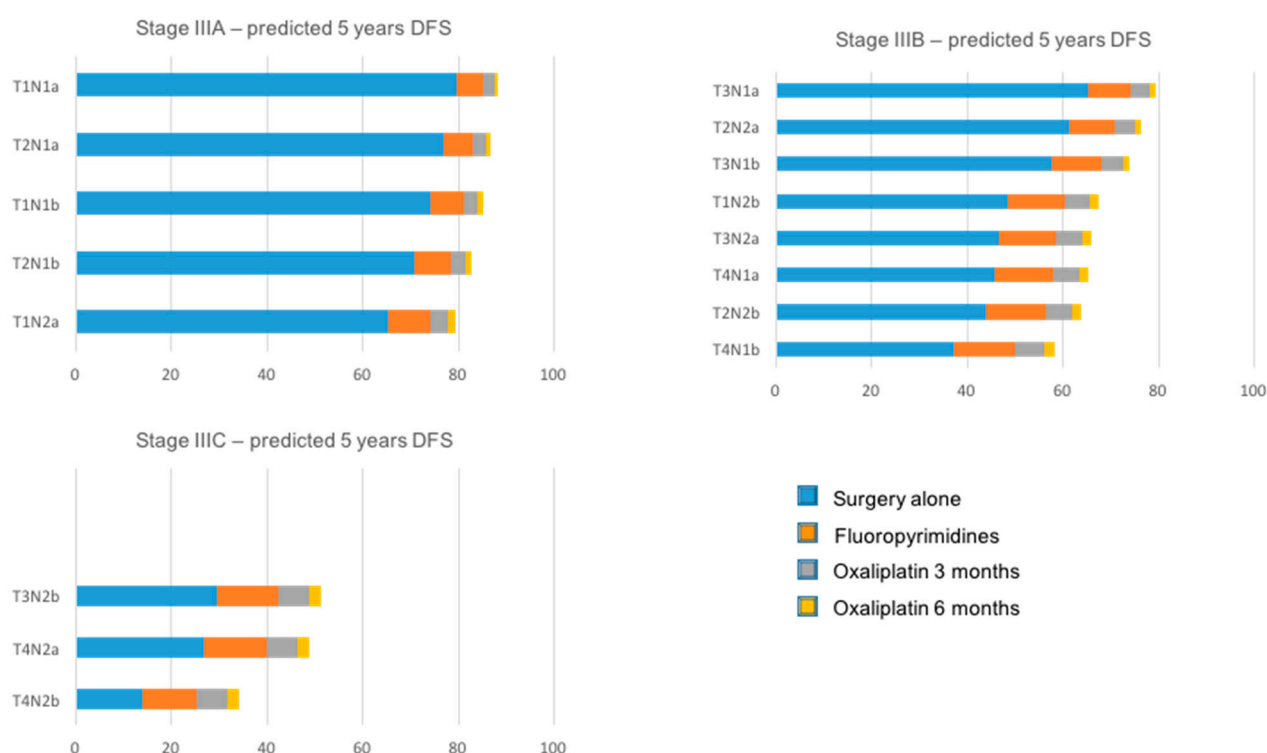 Stage IIIA – predicted 5 years DFS
T1N1a
T2N1a
T1N1b
T2N1b
T1N2a
0 20 40 60 80 100
Stage IIIB – predicted 5 years DFS
T3N1a
T2N2a
T3N1b
T1N2b
T3N2a
T4N1a
T2N2b
T4N1b
0 20 40 60 80 100
Stage IIIC – predicted 5 years DFS
T3N2b
T4N2a
T4N2b
0 20 40 60 80 100
Surgery alone
Fluoropyrimidines
Oxaliplatin 3 months
Oxaliplatin 6 months